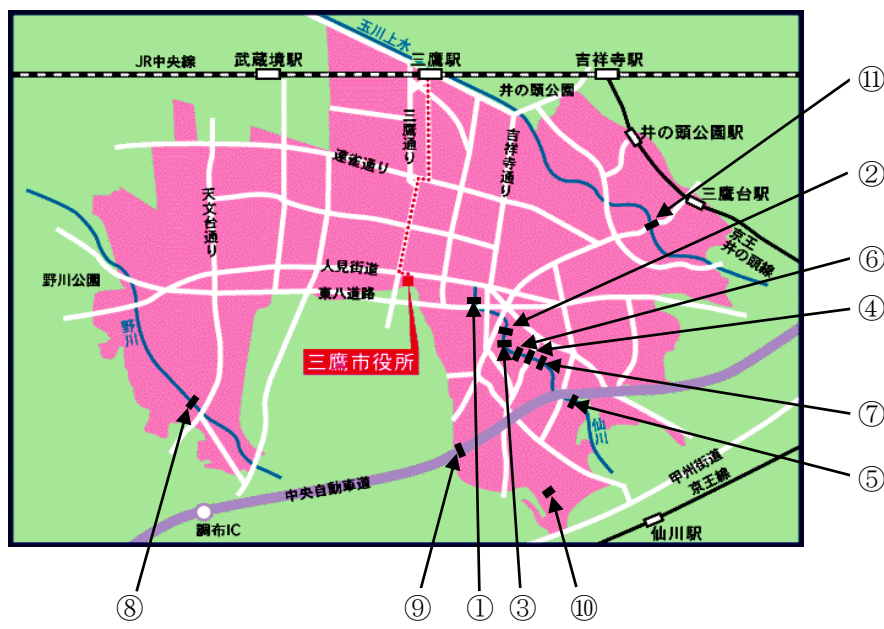 玉川上水
JR中央線
武蔵境駅
三鷹駅
吉祥寺駅
井の頭公園
⑪
三鷹通り
吉祥寺通り
井の頭公園駅
連雀通り
②
天文台通り
三鷹台駅
京王
井の頭線
⑥
人見街道
野川公園
東八道路
④
野川
三鷹市役所
⑦
仙川
甲州街道
京王線
⑤
中央自動車道
調布IC
仙川駅
⑧
⑨
①
③
⑩